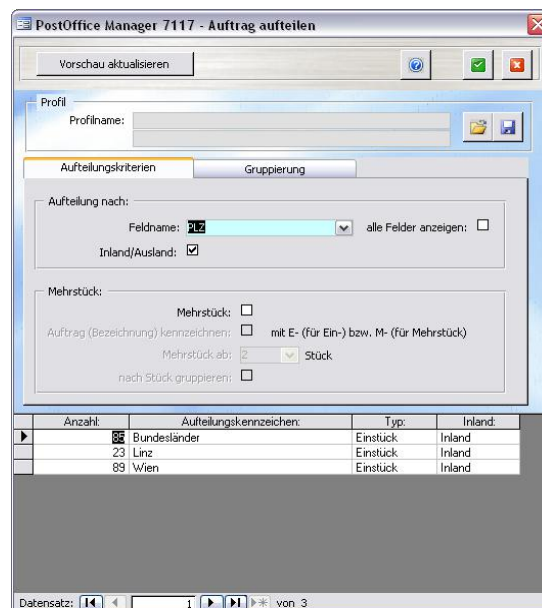 PostOffice Manager 7117 - Auftrag aufteilen
Vorschau aktualisieren
Profil
Profilname:
Aufteilungskriterien Gruppierung
Aufteilung nach:
Feldname: PLZ alle Felder anzeigen:
Inland/Ausland:
Mehrstück:
Mehrstück:
Auftrag (Bezeichnung) kennzeichnen: mit E- (für Ein-) bzw. M- (für Mehrstück)
Mehrstück ab: 2 Stück
nach Stück gruppieren:
Anzahl: Aufteilungskennzeichen: Typ: Inland:
85 Bundesländer Einstück Inland
23 Linz Einstück Inland
89 Wien Einstück Inland
Datensatz: 1 von 3